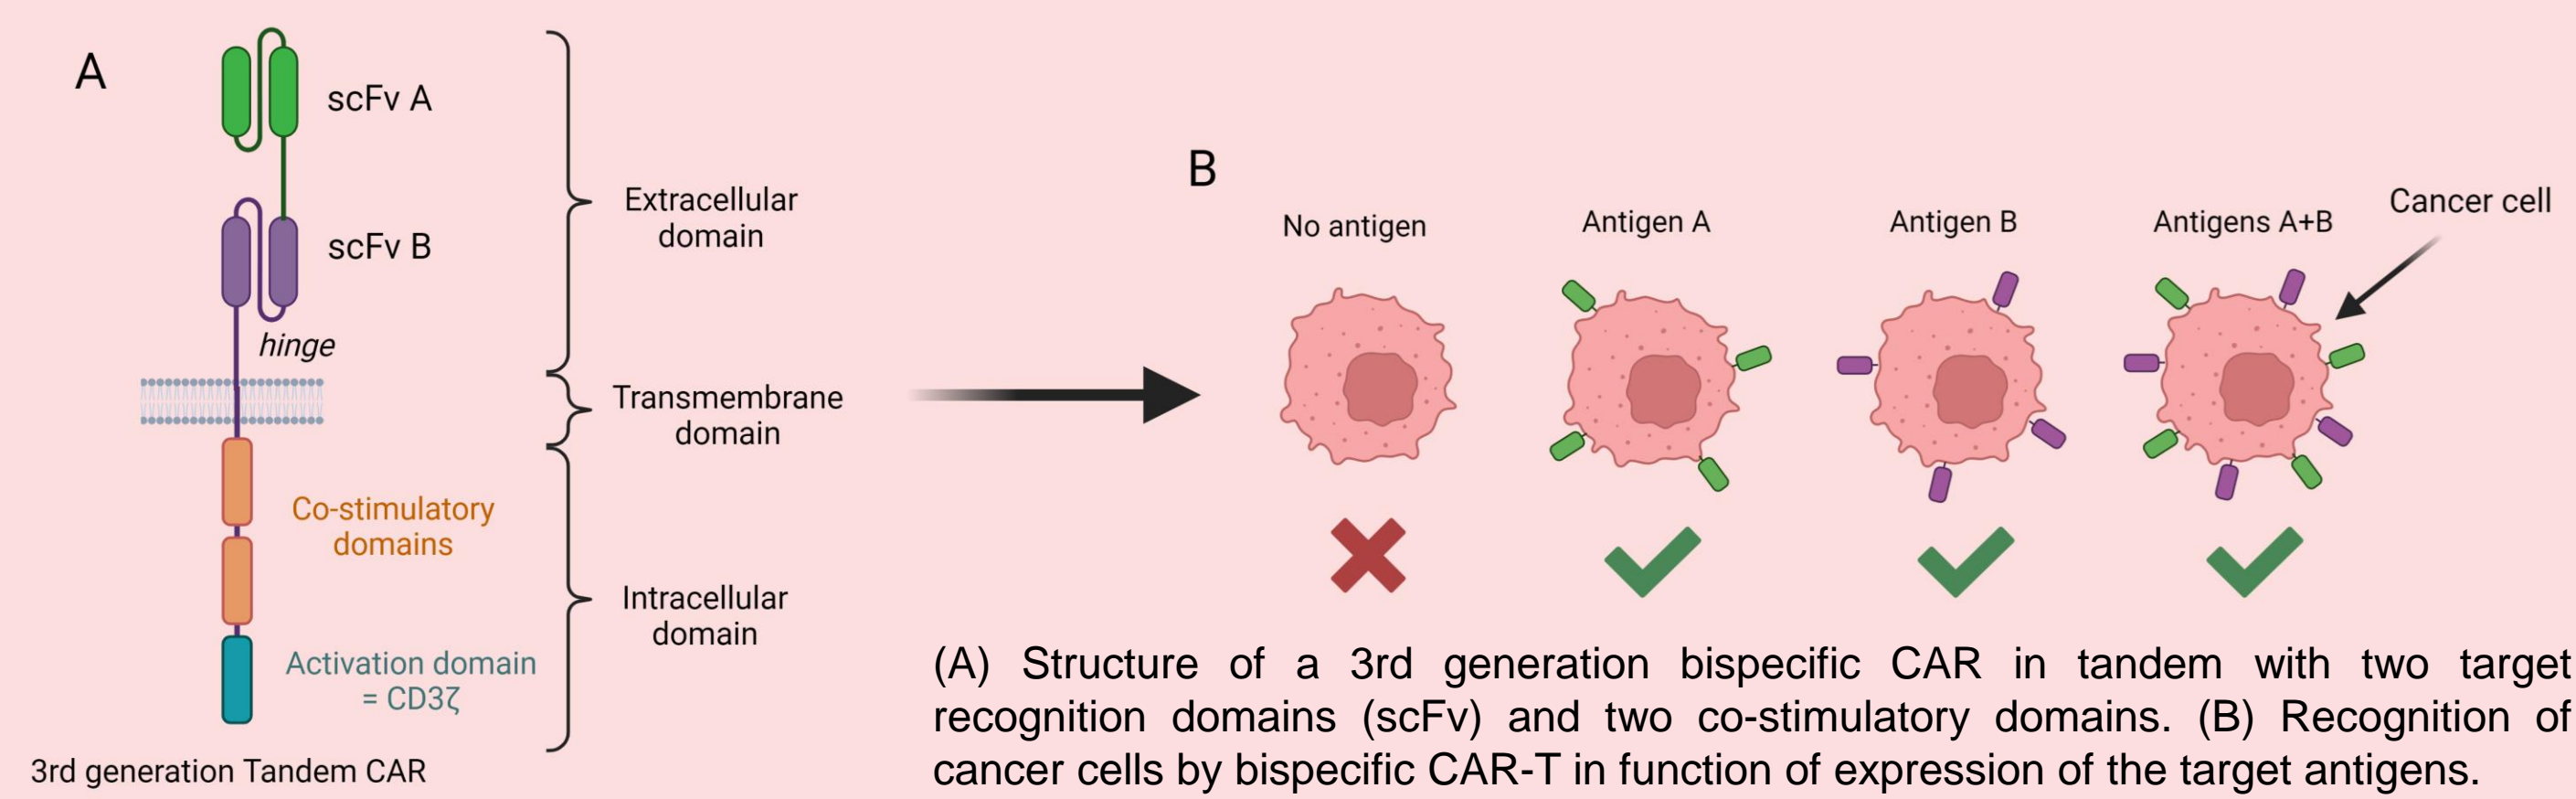 A
scFv A
scFv B
hinge
Extracellular
domain
Transmembrane
domain
Co-stimulatory
domains
Activation domain
= CD3ζ
Intracellular
domain
3rd generation Tandem CAR
B
No antigen
Antigen A
Antigen B
Antigens A+B
Cancer cell
(A) Structure of a 3rd generation bispecific CAR in tandem with two target
recognition domains (scFv) and two co-stimulatory domains. (B) Recognition of
cancer cells by bispecific CAR-T in function of expression of the target antigens.